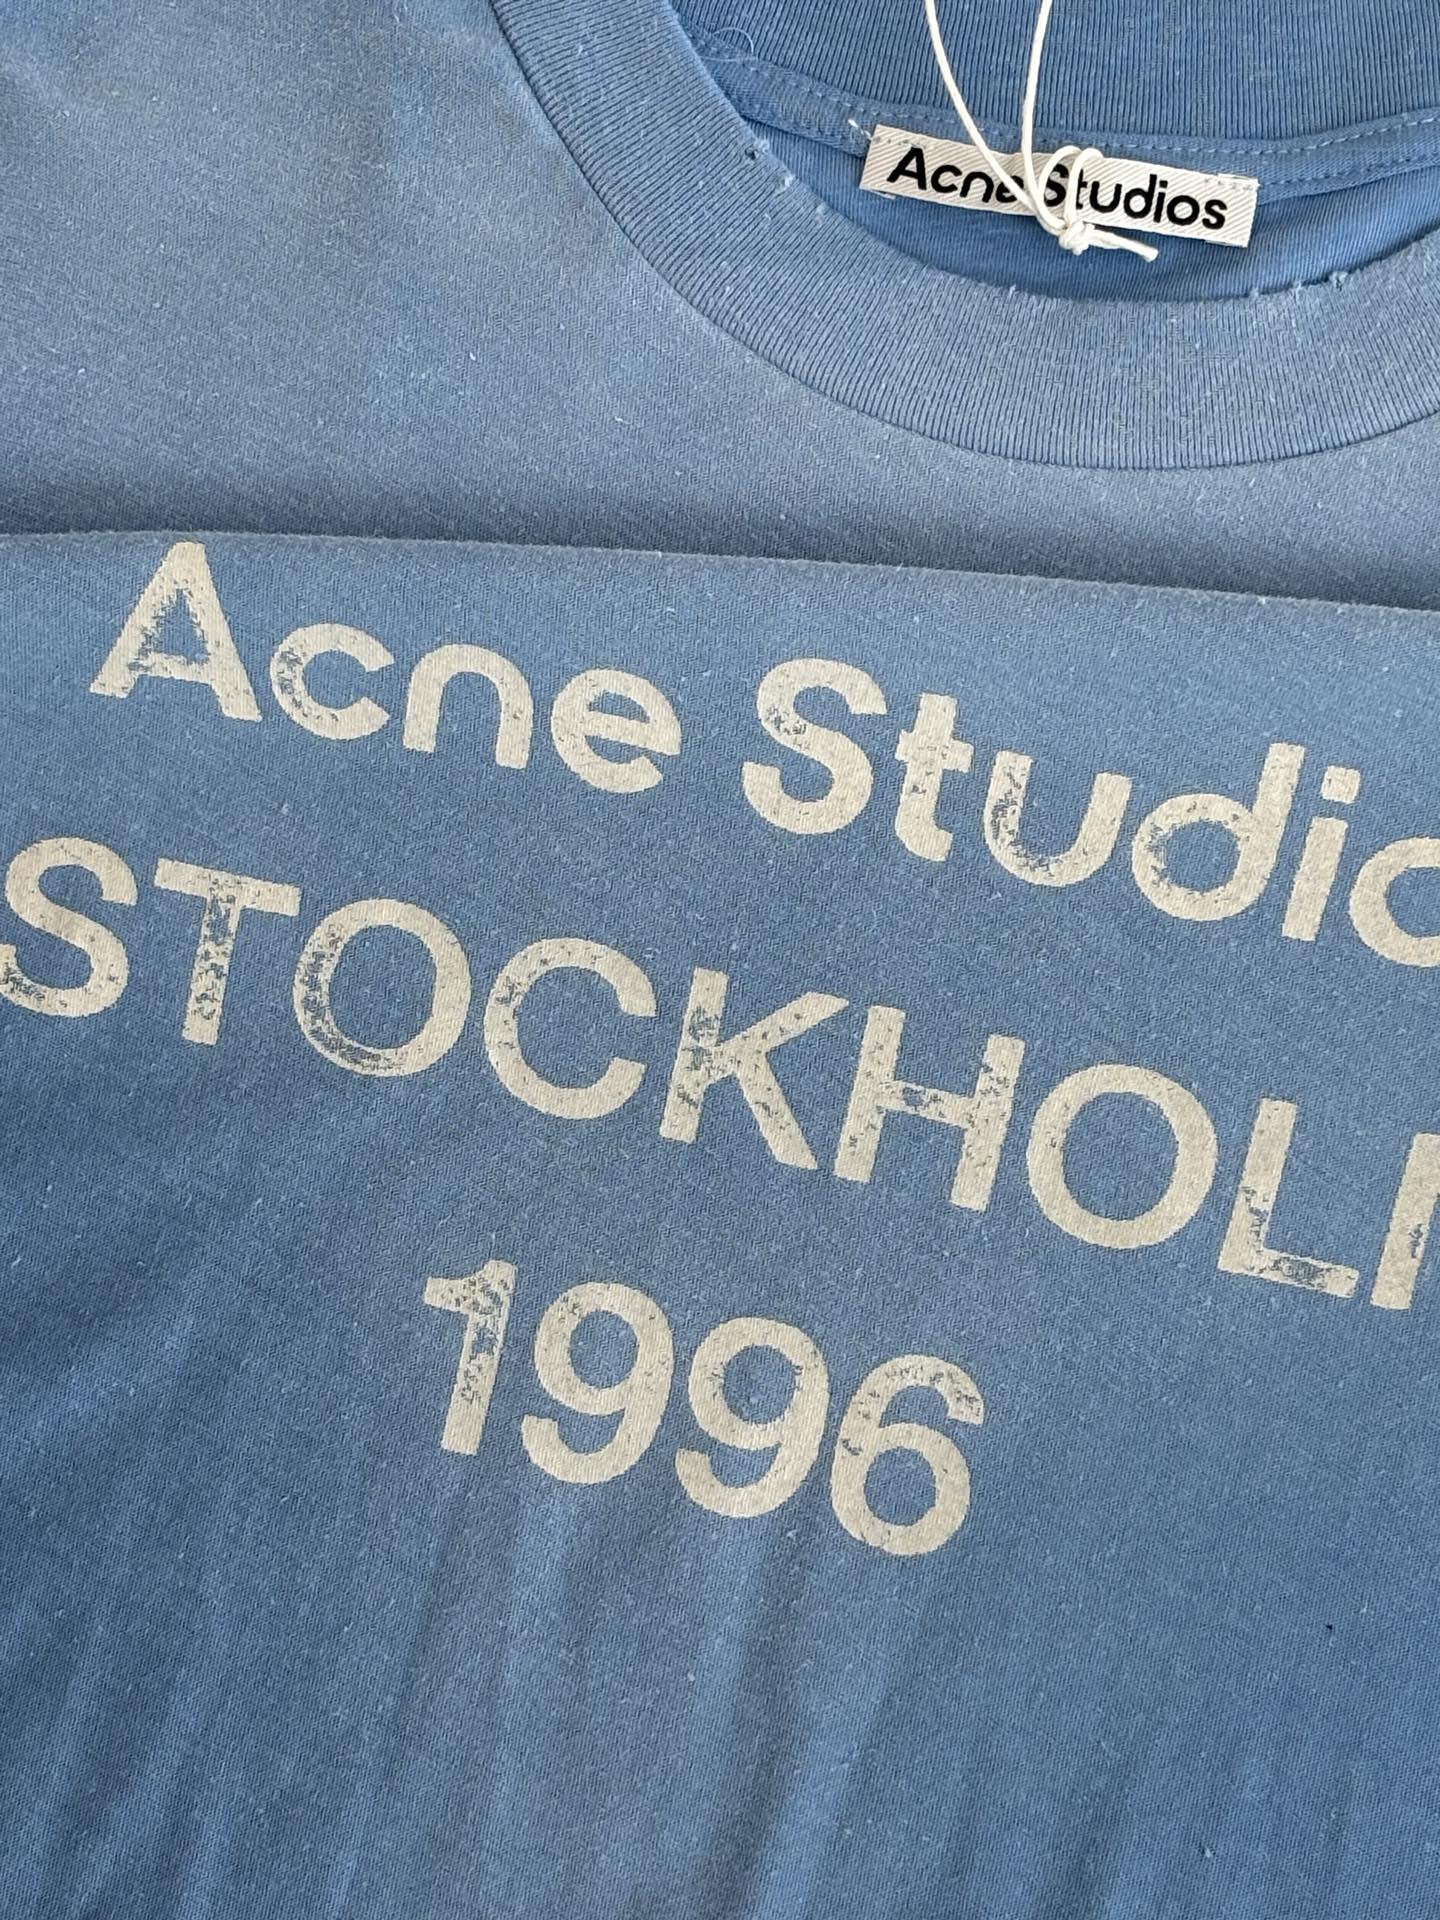 Acne Studios
Acne Studio
STOCKHOL
1996